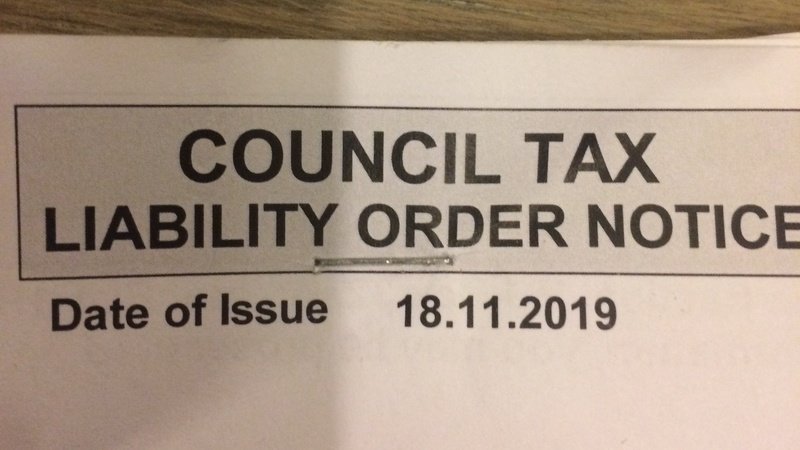 COUNCIL TAX
LIABILITY ORDER NOTICE
Date of Issue 18.11.2019